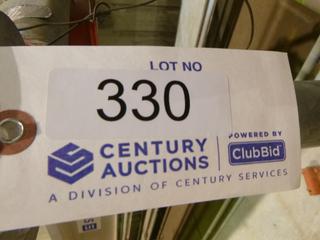 LOT NO
330
CENTURY AUCTIONS
POWERED BY
ClubBid
A DIVISION OF CENTURY SERVICES